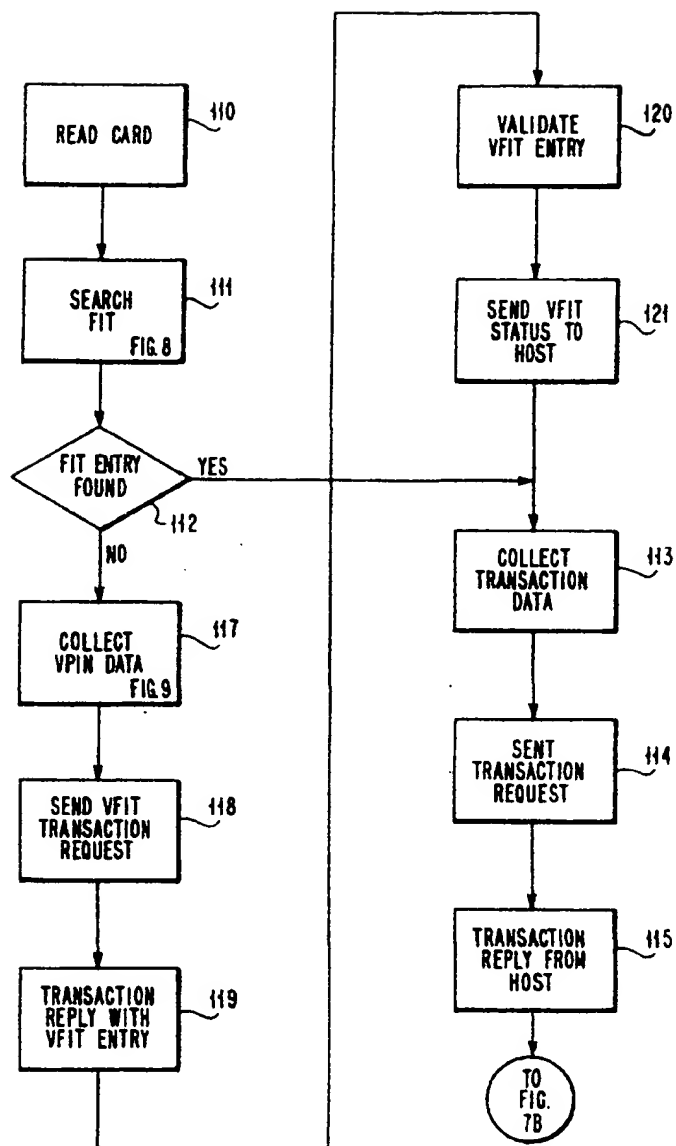 READ CARD
110
SEARCH
FIT
FIG. 8
111
FIT ENTRY
FOUND
YES
112
NO
COLLECT
VPIN DATA
FIG. 9
117
SEND VFIT
TRANSACTION
REQUEST
118
TRANSACTION
REPLY WITH
VFIT ENTRY
119
VALIDATE
VFIT ENTRY
120
SEND VFIT
STATUS TO
HOST
121
COLLECT
TRANSACTION
DATA
113
SENT
TRANSACTION
REQUEST
114
TRANSACTION
REPLY FROM
HOST
115
TO
FIG.
7B